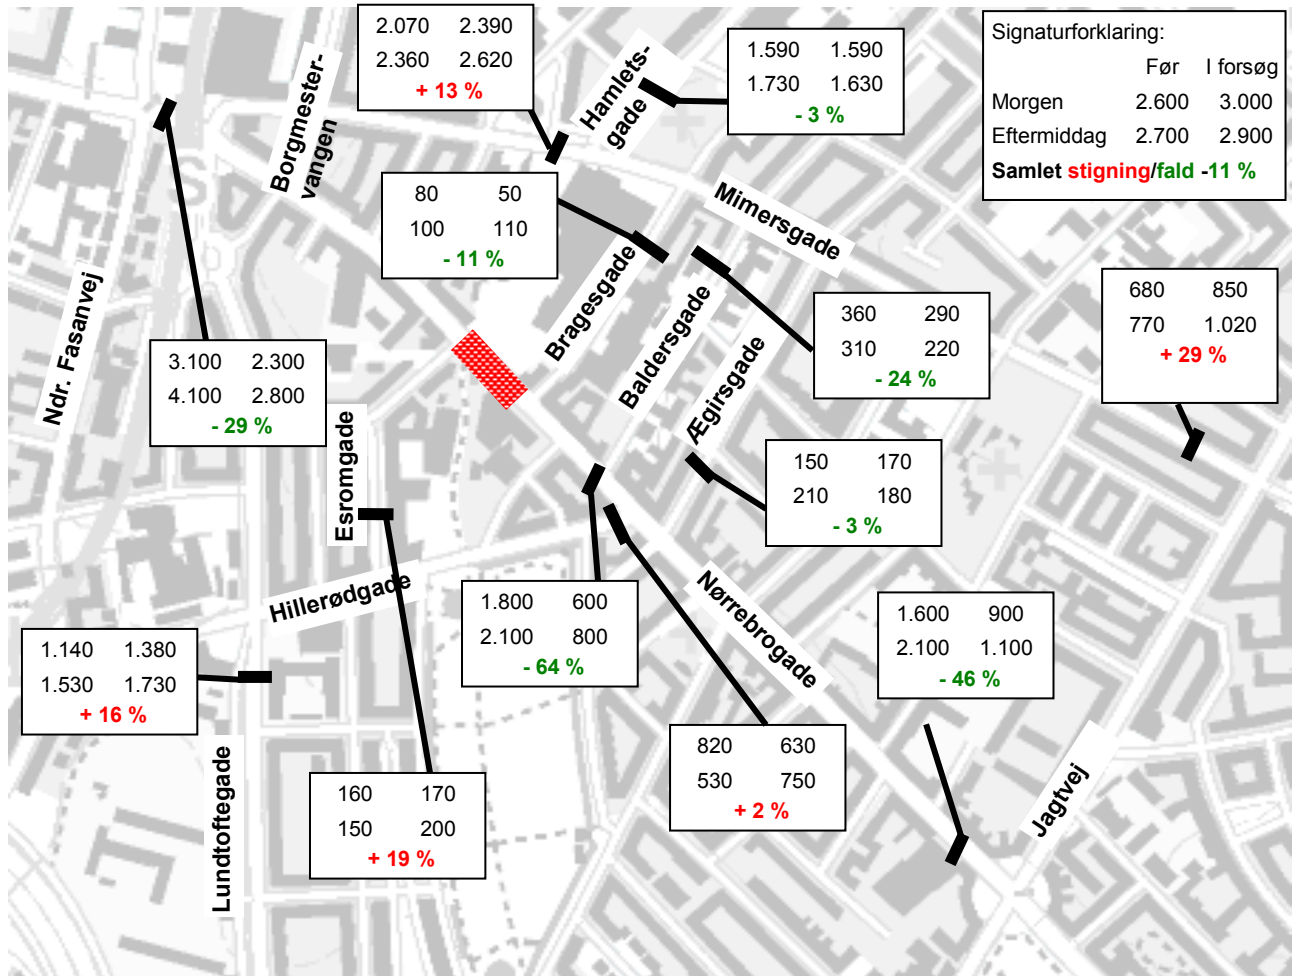 2.070 2.390
2.360 2.620
+ 13 %
Hamlets-
gade
1.590 1.590
1.730 1.630
- 3 %
Signaturforklaring:
Før I forsøg
Morgen 2.600 3.000
Eftermiddag 2.700 2.900
Samlet stigning/fald -11 %
Borgmester-
vangen
80 50
100 110
- 11 %
Mimersgade
Bragesgade
Baldersgade
Ægirsgade
360 290
310 220
- 24 %
680 850
770 1.020
+ 29 %
Ndr. Fasanvej
3.100 2.300
4.100 2.800
- 29 %
Esromgade
150 170
210 180
- 3 %
Hillerødgade
1.800 600
2.100 800
- 64 %
Nørrebrogade
1.600 900
2.100 1.100
- 46 %
1.140 1.380
1.530 1.730
+ 16 %
Lundtoftegade
160 170
150 200
+ 19 %
820 630
530 750
+ 2 %
Jagtvej